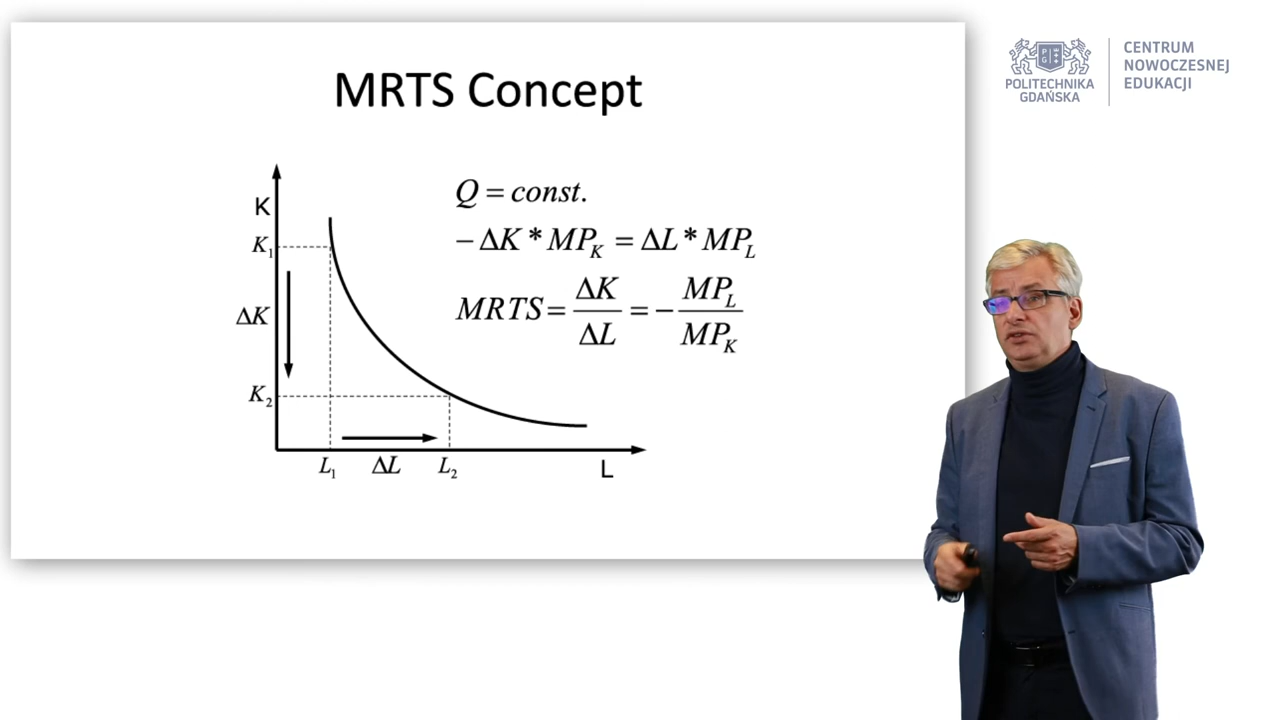 MRTS Concept
K
K₁
ΔK
K₂
L₁ ΔL L₂
L
Q = const.
− ΔK * MP_K = ΔL * MP_L
MRTS = ΔK/ΔL = − MP_L/MP_K
POLITECHNIKA
GDAŃSKA
CENTRUM
NOWOCZESNEJ
EDUKACJI